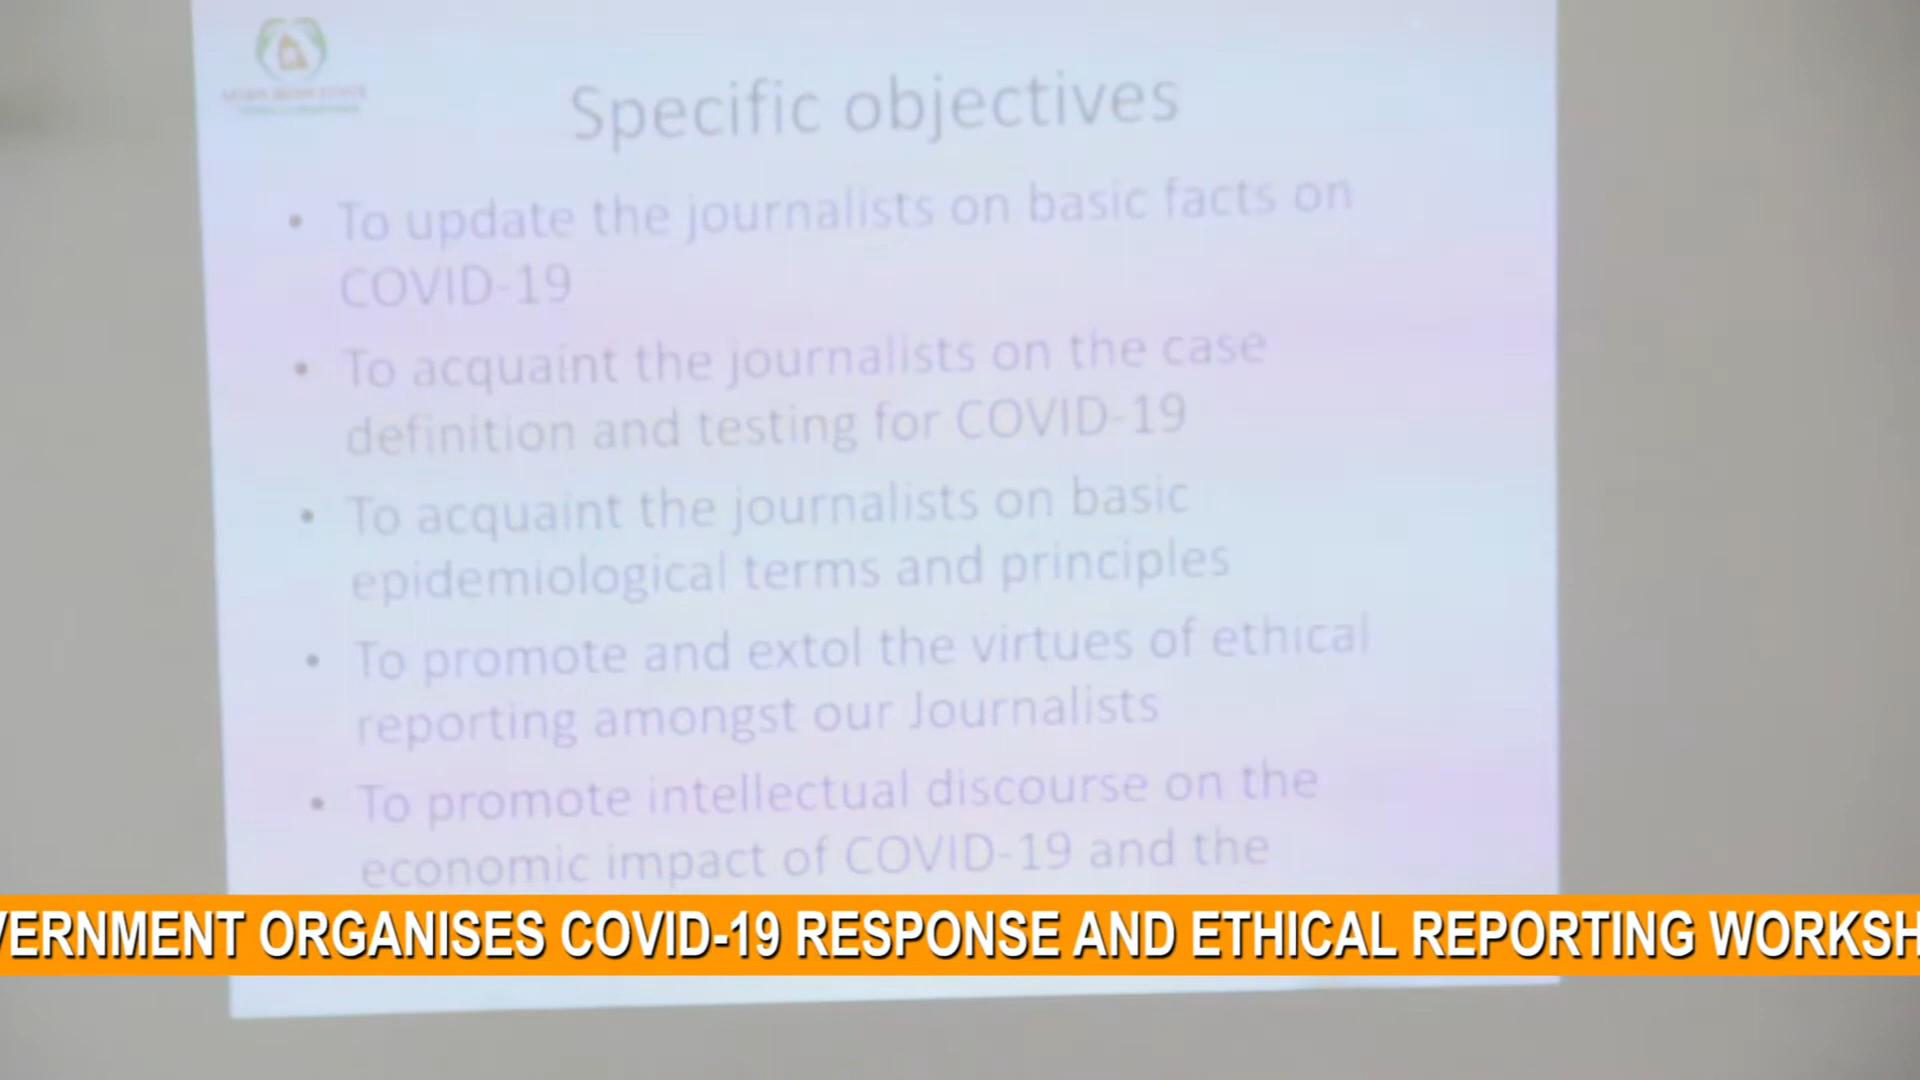 Specific objectives
• To update the journalists on basic facts on
COVID-19
• To acquaint the journalists on the case
definition and testing for COVID-19
• To acquaint the journalists on basic
epidemiological terms and principles
• To promote and extol the virtues of ethical
reporting amongst our Journalists
• To promote intellectual discourse on the
economic impact of COVID-19 and the
VERNMENT ORGANISES COVID-19 RESPONSE AND ETHICAL REPORTING WORKSH